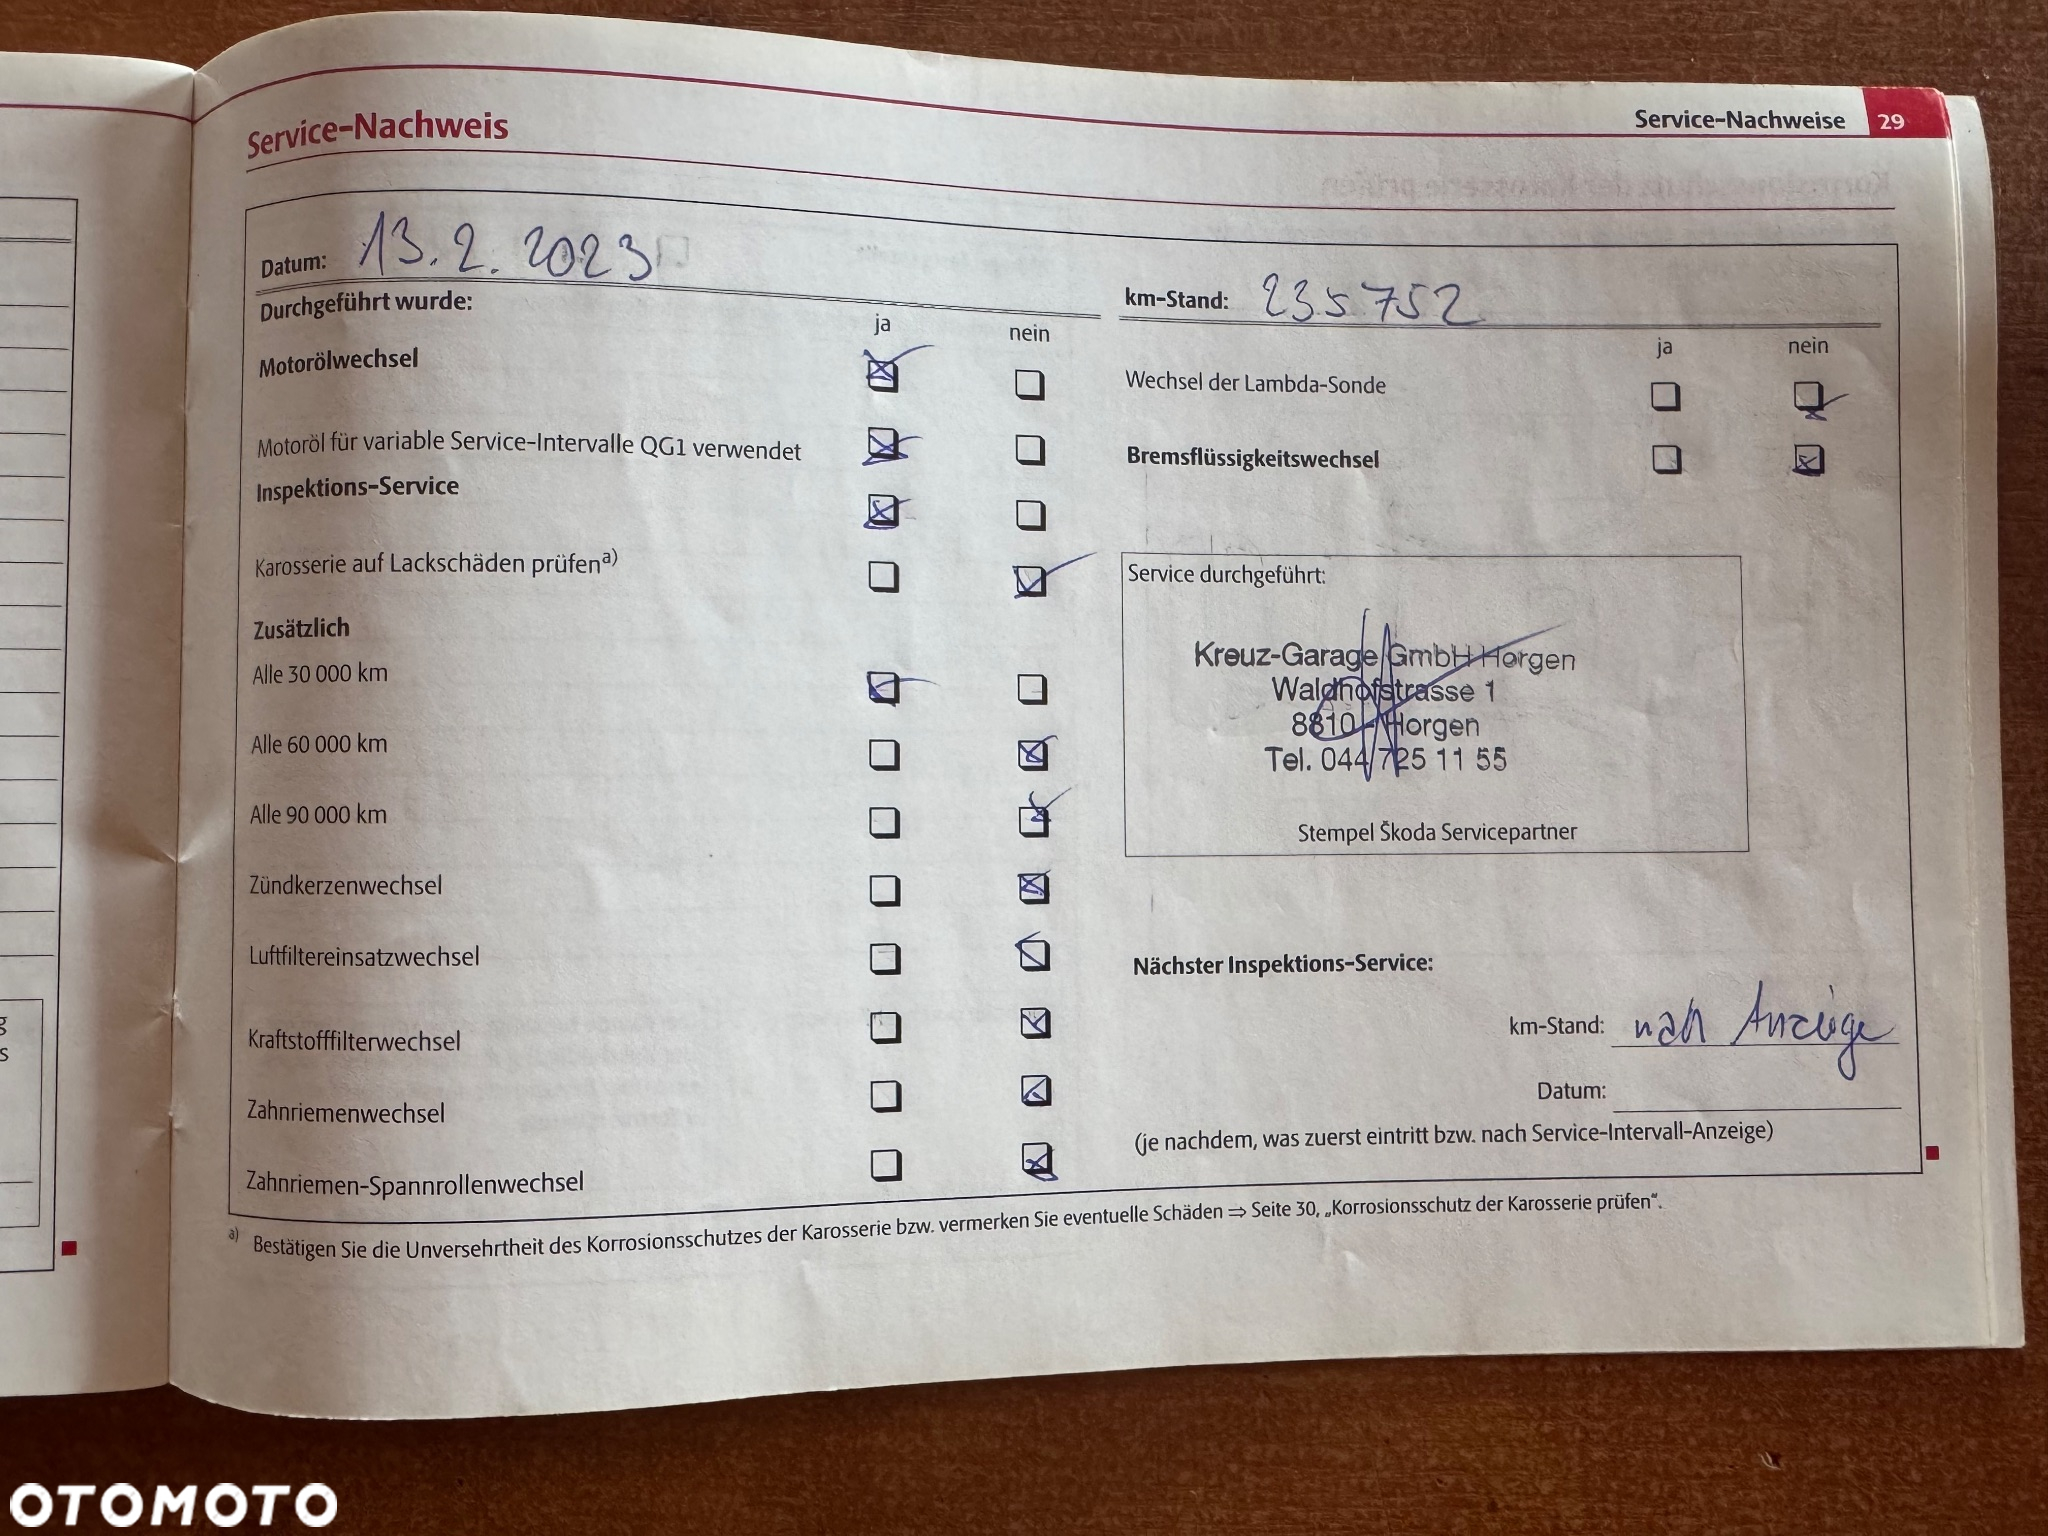 Service-Nachweise 29
Service-Nachweis
Datum: 13.2.2023
km-Stand: 235752
Durchgeführt wurde:
ja nein
ja nein
Motorölwechsel
Motoröl für variable Service-Intervalle QG1 verwendet
Inspektions-Service
Karosserie auf Lackschäden prüfen a)
Zusätzlich
Alle 30 000 km
Alle 60 000 km
Alle 90 000 km
Zündkerzenwechsel
Luftfiltereinsatzwechsel
Kraftstofffilterwechsel
Zahnriemenwechsel
Zahnriemen-Spannrollenwechsel
Wechsel der Lambda-Sonde
Bremsflüssigkeitswechsel
Service durchgeführt:
Kreuz-Garage GmbH Horgen
Waldhofstrasse 1
8810 - Horgen
Tel. 044 725 11 55
Stempel Škoda Servicepartner
Nächster Inspektions-Service:
km-Stand: nach Anzeige
Datum:
(je nachdem, was zuerst eintritt bzw. nach Service-Intervall-Anzeige)
a) Bestätigen Sie die Unversehrtheit des Korrosionsschutzes der Karosserie bzw. vermerken Sie eventuelle Schäden ⇒ Seite 30, „Korrosionsschutz der Karosserie prüfen“.
OTOMOTO